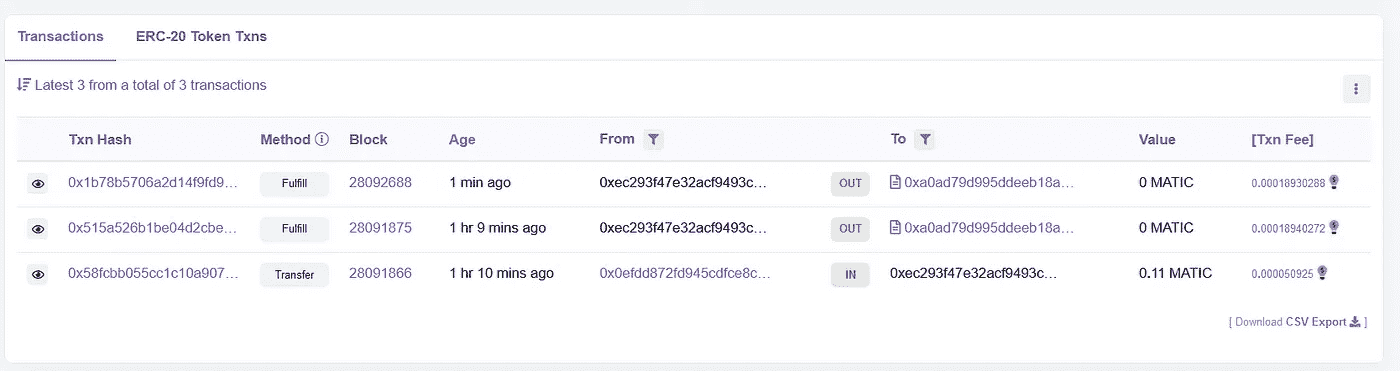 Transactions ERC-20 Token Txns
Latest 3 from a total of 3 transactions
Txn Hash Method Block Age From To Value [Txn Fee]
0x1b78b5706a2d14f9fd9... Fulfill 28092688 1 min ago 0xec293f47e32acf9493c... OUT 0xa0ad79d995ddeeb18a... 0 MATIC 0.00018930288
0x515a526b1be04d2cbe... Fulfill 28091875 1 hr 9 mins ago 0xec293f47e32acf9493c... OUT 0xa0ad79d995ddeeb18a... 0 MATIC 0.00018940272
0x58fcbb055cc1c10a907... Transfer 28091866 1 hr 10 mins ago 0x0efdd872fd945cdfce8c... IN 0xec293f47e32acf9493c... 0.11 MATIC 0.000050925
[ Download CSV Export ]